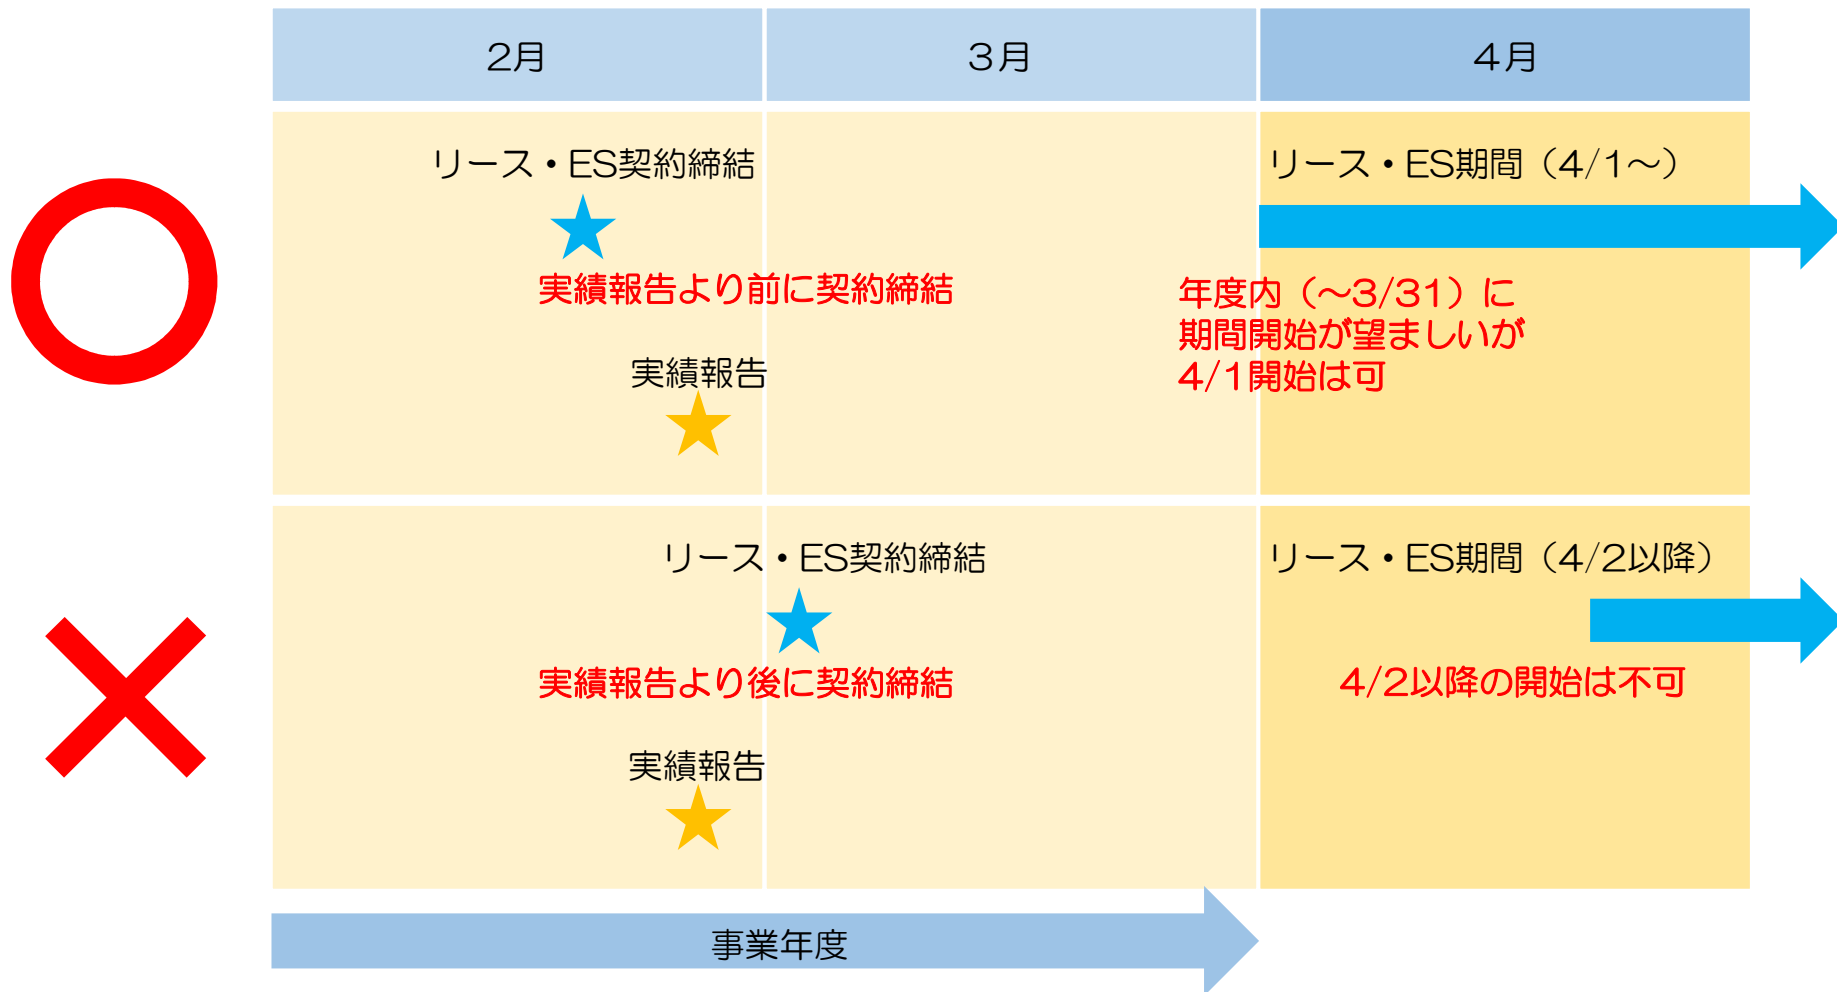 2月
3月
4月
リース・ES契約締結
リース・ES期間（4/1～）
実績報告より前に契約締結
年度内（～3/31）に
期間開始が望ましいが
4/1開始は可
実績報告
リース・ES契約締結
リース・ES期間（4/2以降）
実績報告より後に契約締結
4/2以降の開始は不可
実績報告
事業年度